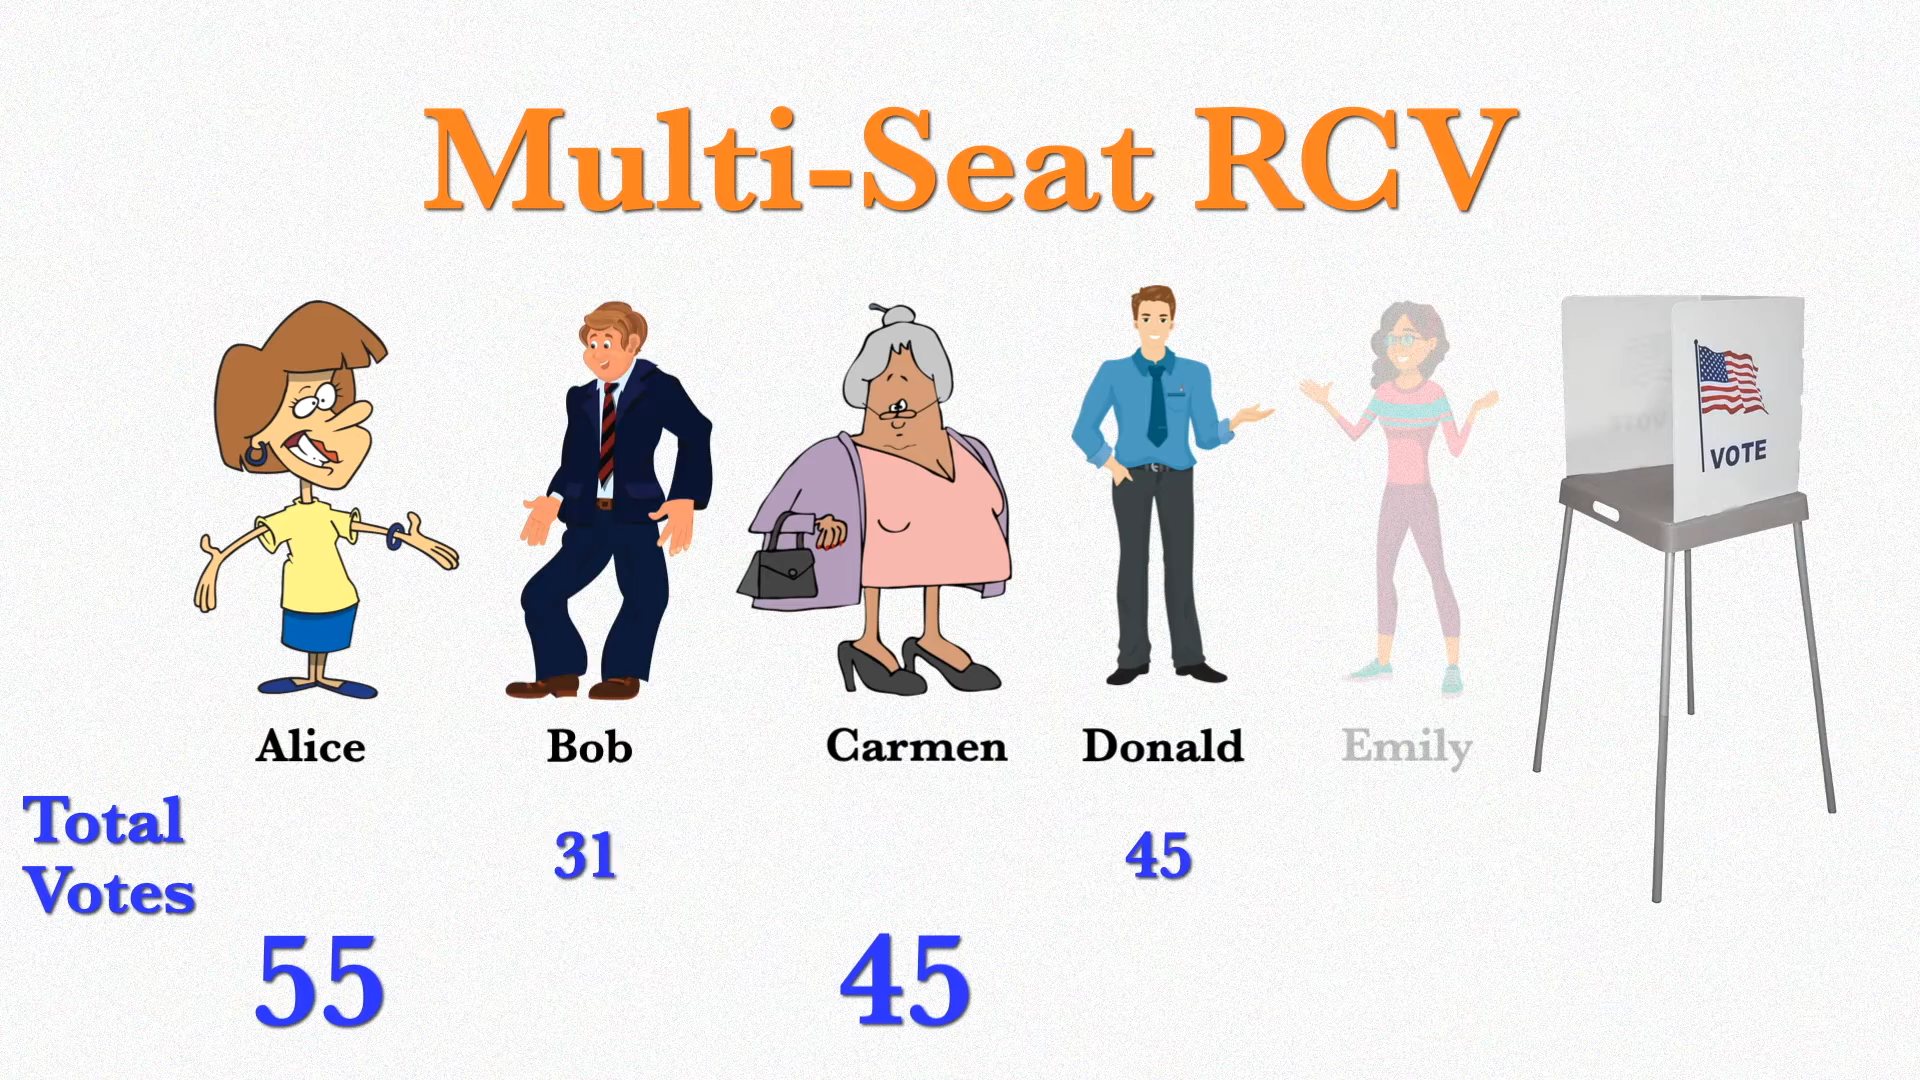 Multi-Seat RCV
VOTE
Alice Bob Carmen Donald Emily
Total
Votes
31 45
55 45